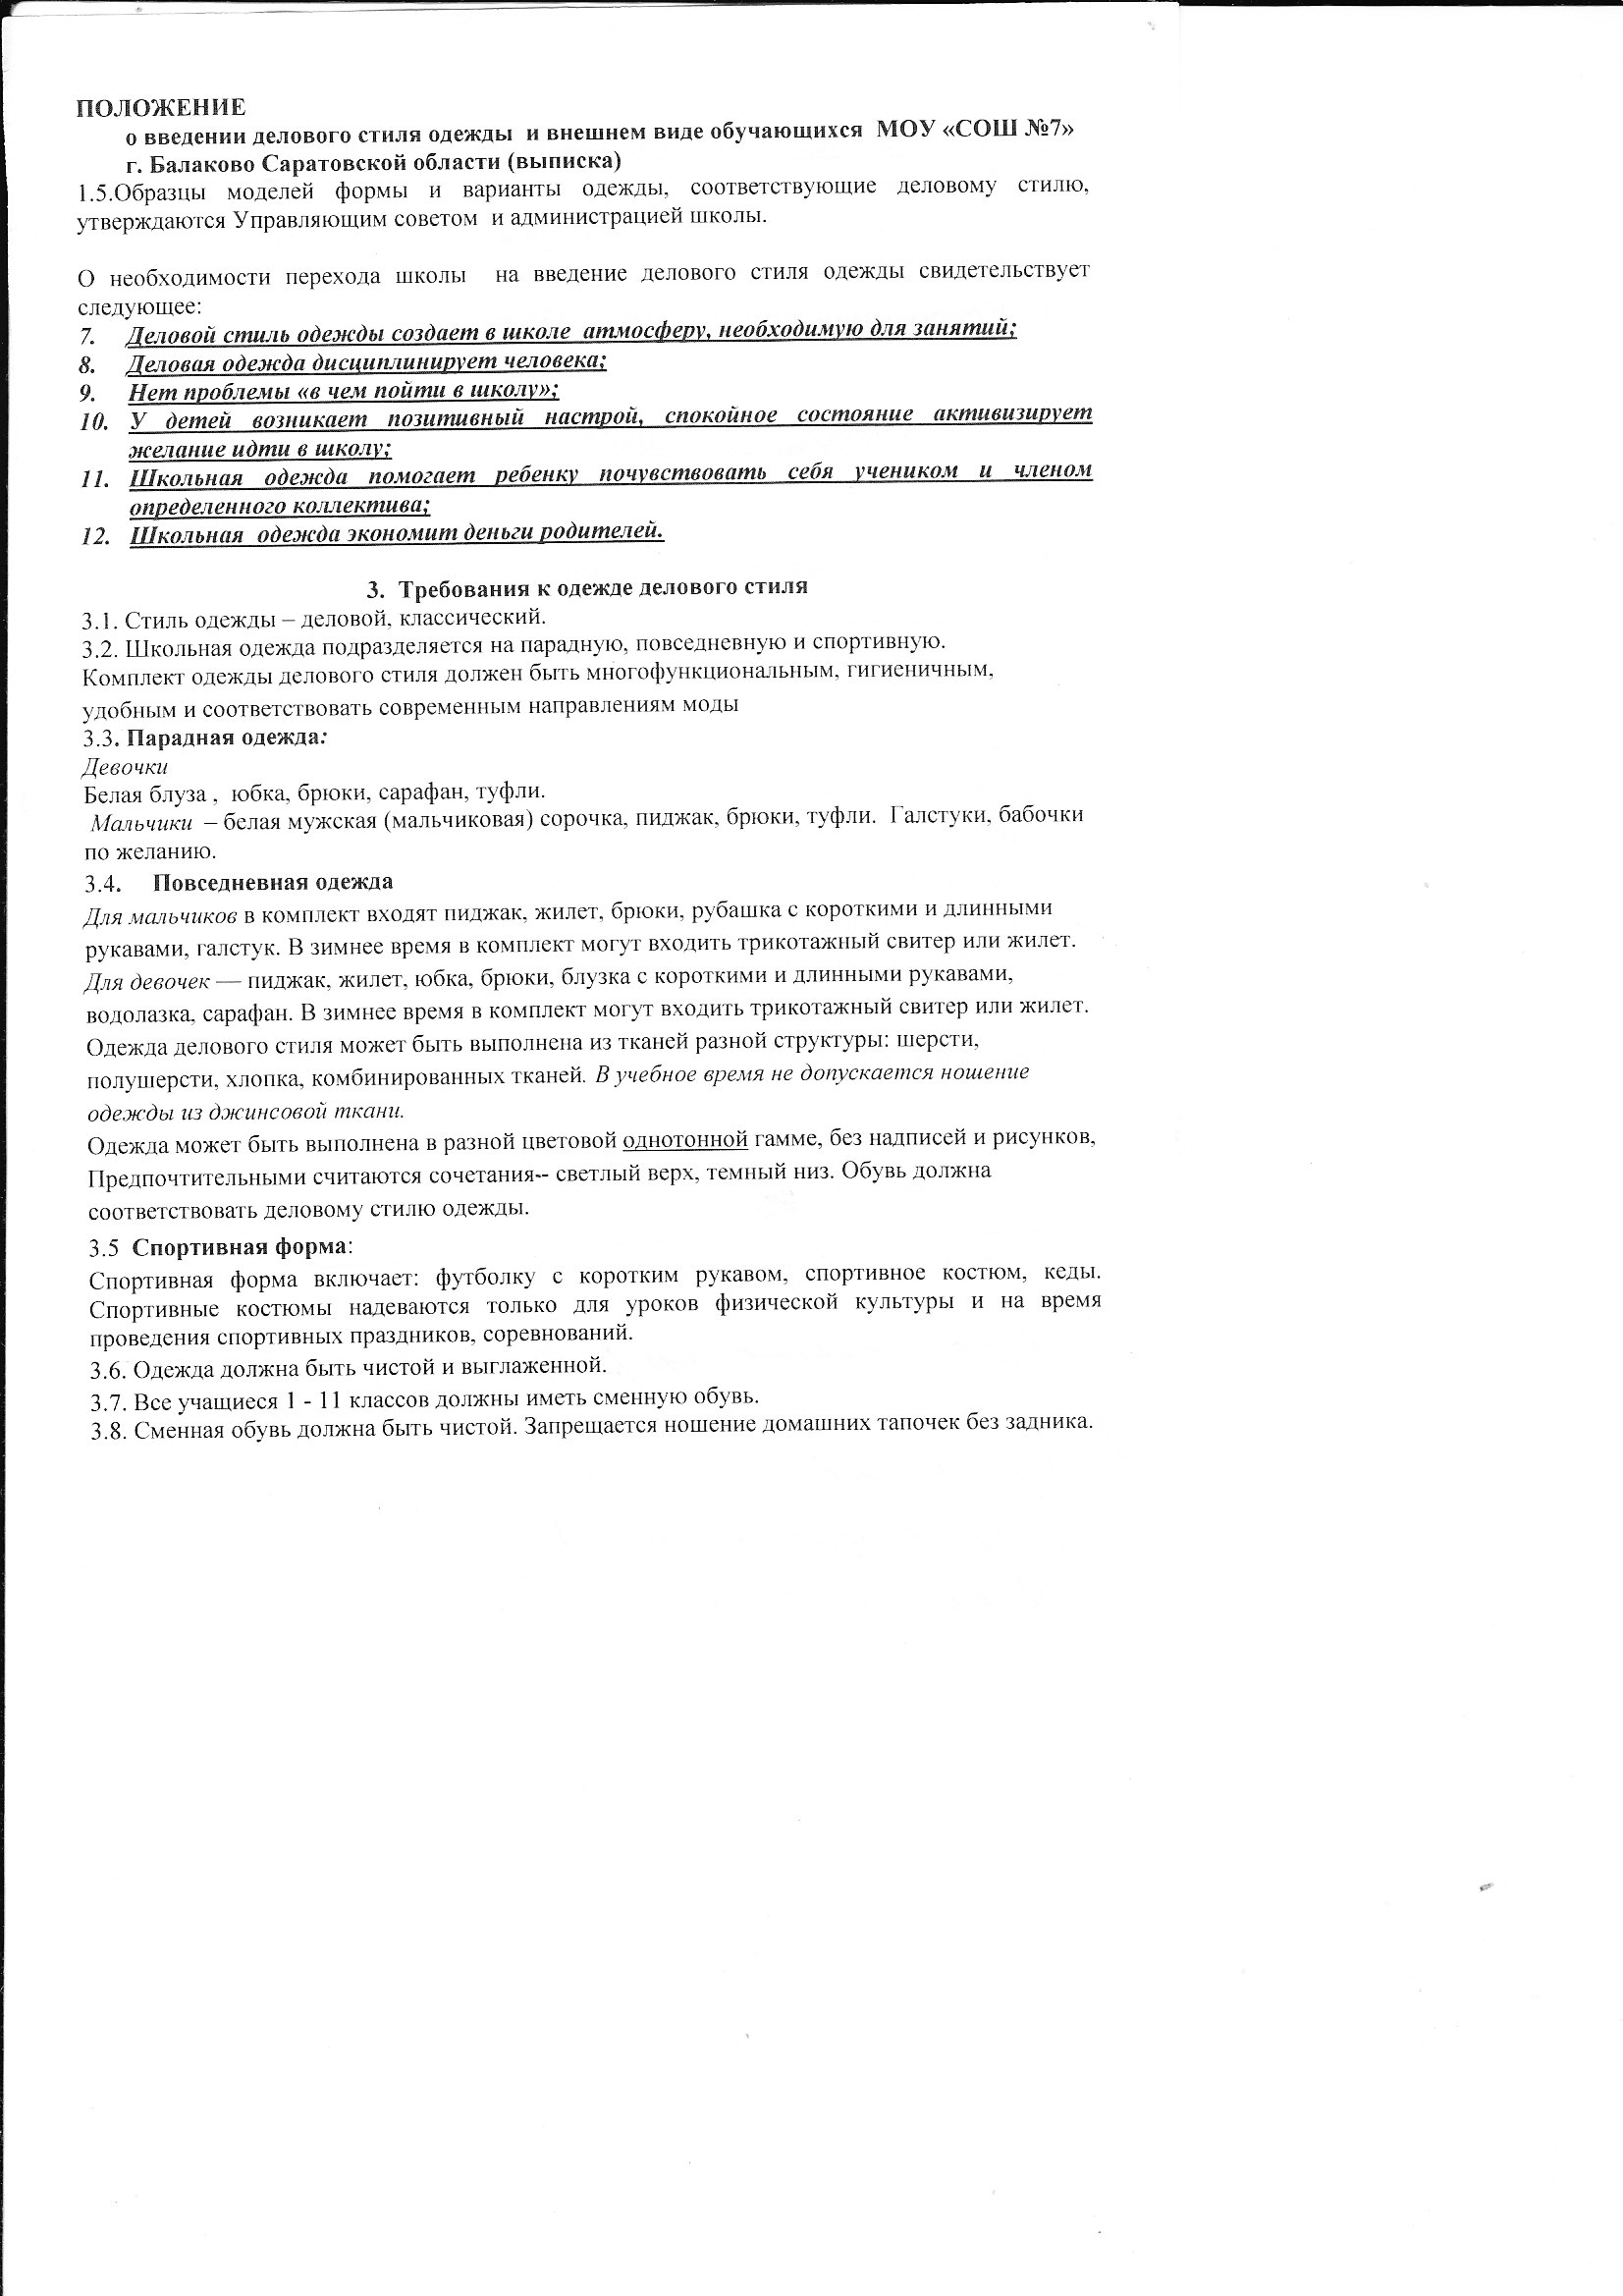 ПОЛОЖЕНИЕ
о введении делового стиля одежды и внешнем виде обучающихся МОУ «СОШ №7»
г. Балаково Саратовской области (выписка)
1.5.Образцы моделей формы и варианты одежды, соответствующие деловому стилю,
утверждаются Управляющим советом и администрацией школы.
О необходимости перехода школы на введение делового стиля одежды свидетельствует
следующее:
7. Деловой стиль одежды создает в школе атмосферу, необходимую для занятий;
8. Деловая одежда дисциплинирует человека;
9. Нет проблемы «в чем пойти в школу»;
10. У детей возникает позитивный настрой, спокойное состояние активизирует
желание идти в школу;
11. Школьная одежда помогает ребенку почувствовать себя учеником и членом
определенного коллектива;
12. Школьная одежда экономит деньги родителей.
3. Требования к одежде делового стиля
3.1. Стиль одежды – деловой, классический.
3.2. Школьная одежда подразделяется на парадную, повседневную и спортивную.
Комплект одежды делового стиля должен быть многофункциональным, гигиеничным,
удобным и соответствовать современным направлениям моды
3.3. Парадная одежда:
Девочки
Белая блуза , юбка, брюки, сарафан, туфли.
Мальчики – белая мужская (мальчиковая) сорочка, пиджак, брюки, туфли. Галстуки, бабочки
по желанию.
3.4. Повседневная одежда
Для мальчиков в комплект входят пиджак, жилет, брюки, рубашка с короткими и длинными
рукавами, галстук. В зимнее время в комплект могут входить трикотажный свитер или жилет.
Для девочек — пиджак, жилет, юбка, брюки, блузка с короткими и длинными рукавами,
водолазка, сарафан. В зимнее время в комплект могут входить трикотажный свитер или жилет.
Одежда делового стиля может быть выполнена из тканей разной структуры: шерсти,
полушерсти, хлопка, комбинированных тканей. В учебное время не допускается ношение
одежды из джинсовой ткани.
Одежда может быть выполнена в разной цветовой однотонной гамме, без надписей и рисунков,
Предпочтительными считаются сочетания-- светлый верх, темный низ. Обувь должна
соответствовать деловому стилю одежды.
3.5 Спортивная форма:
Спортивная форма включает: футболку с коротким рукавом, спортивное костюм, кеды.
Спортивные костюмы надеваются только для уроков физической культуры и на время
проведения спортивных праздников, соревнований.
3.6. Одежда должна быть чистой и выглаженной.
3.7. Все учащиеся 1 - 11 классов должны иметь сменную обувь.
3.8. Сменная обувь должна быть чистой. Запрещается ношение домашних тапочек без задника.